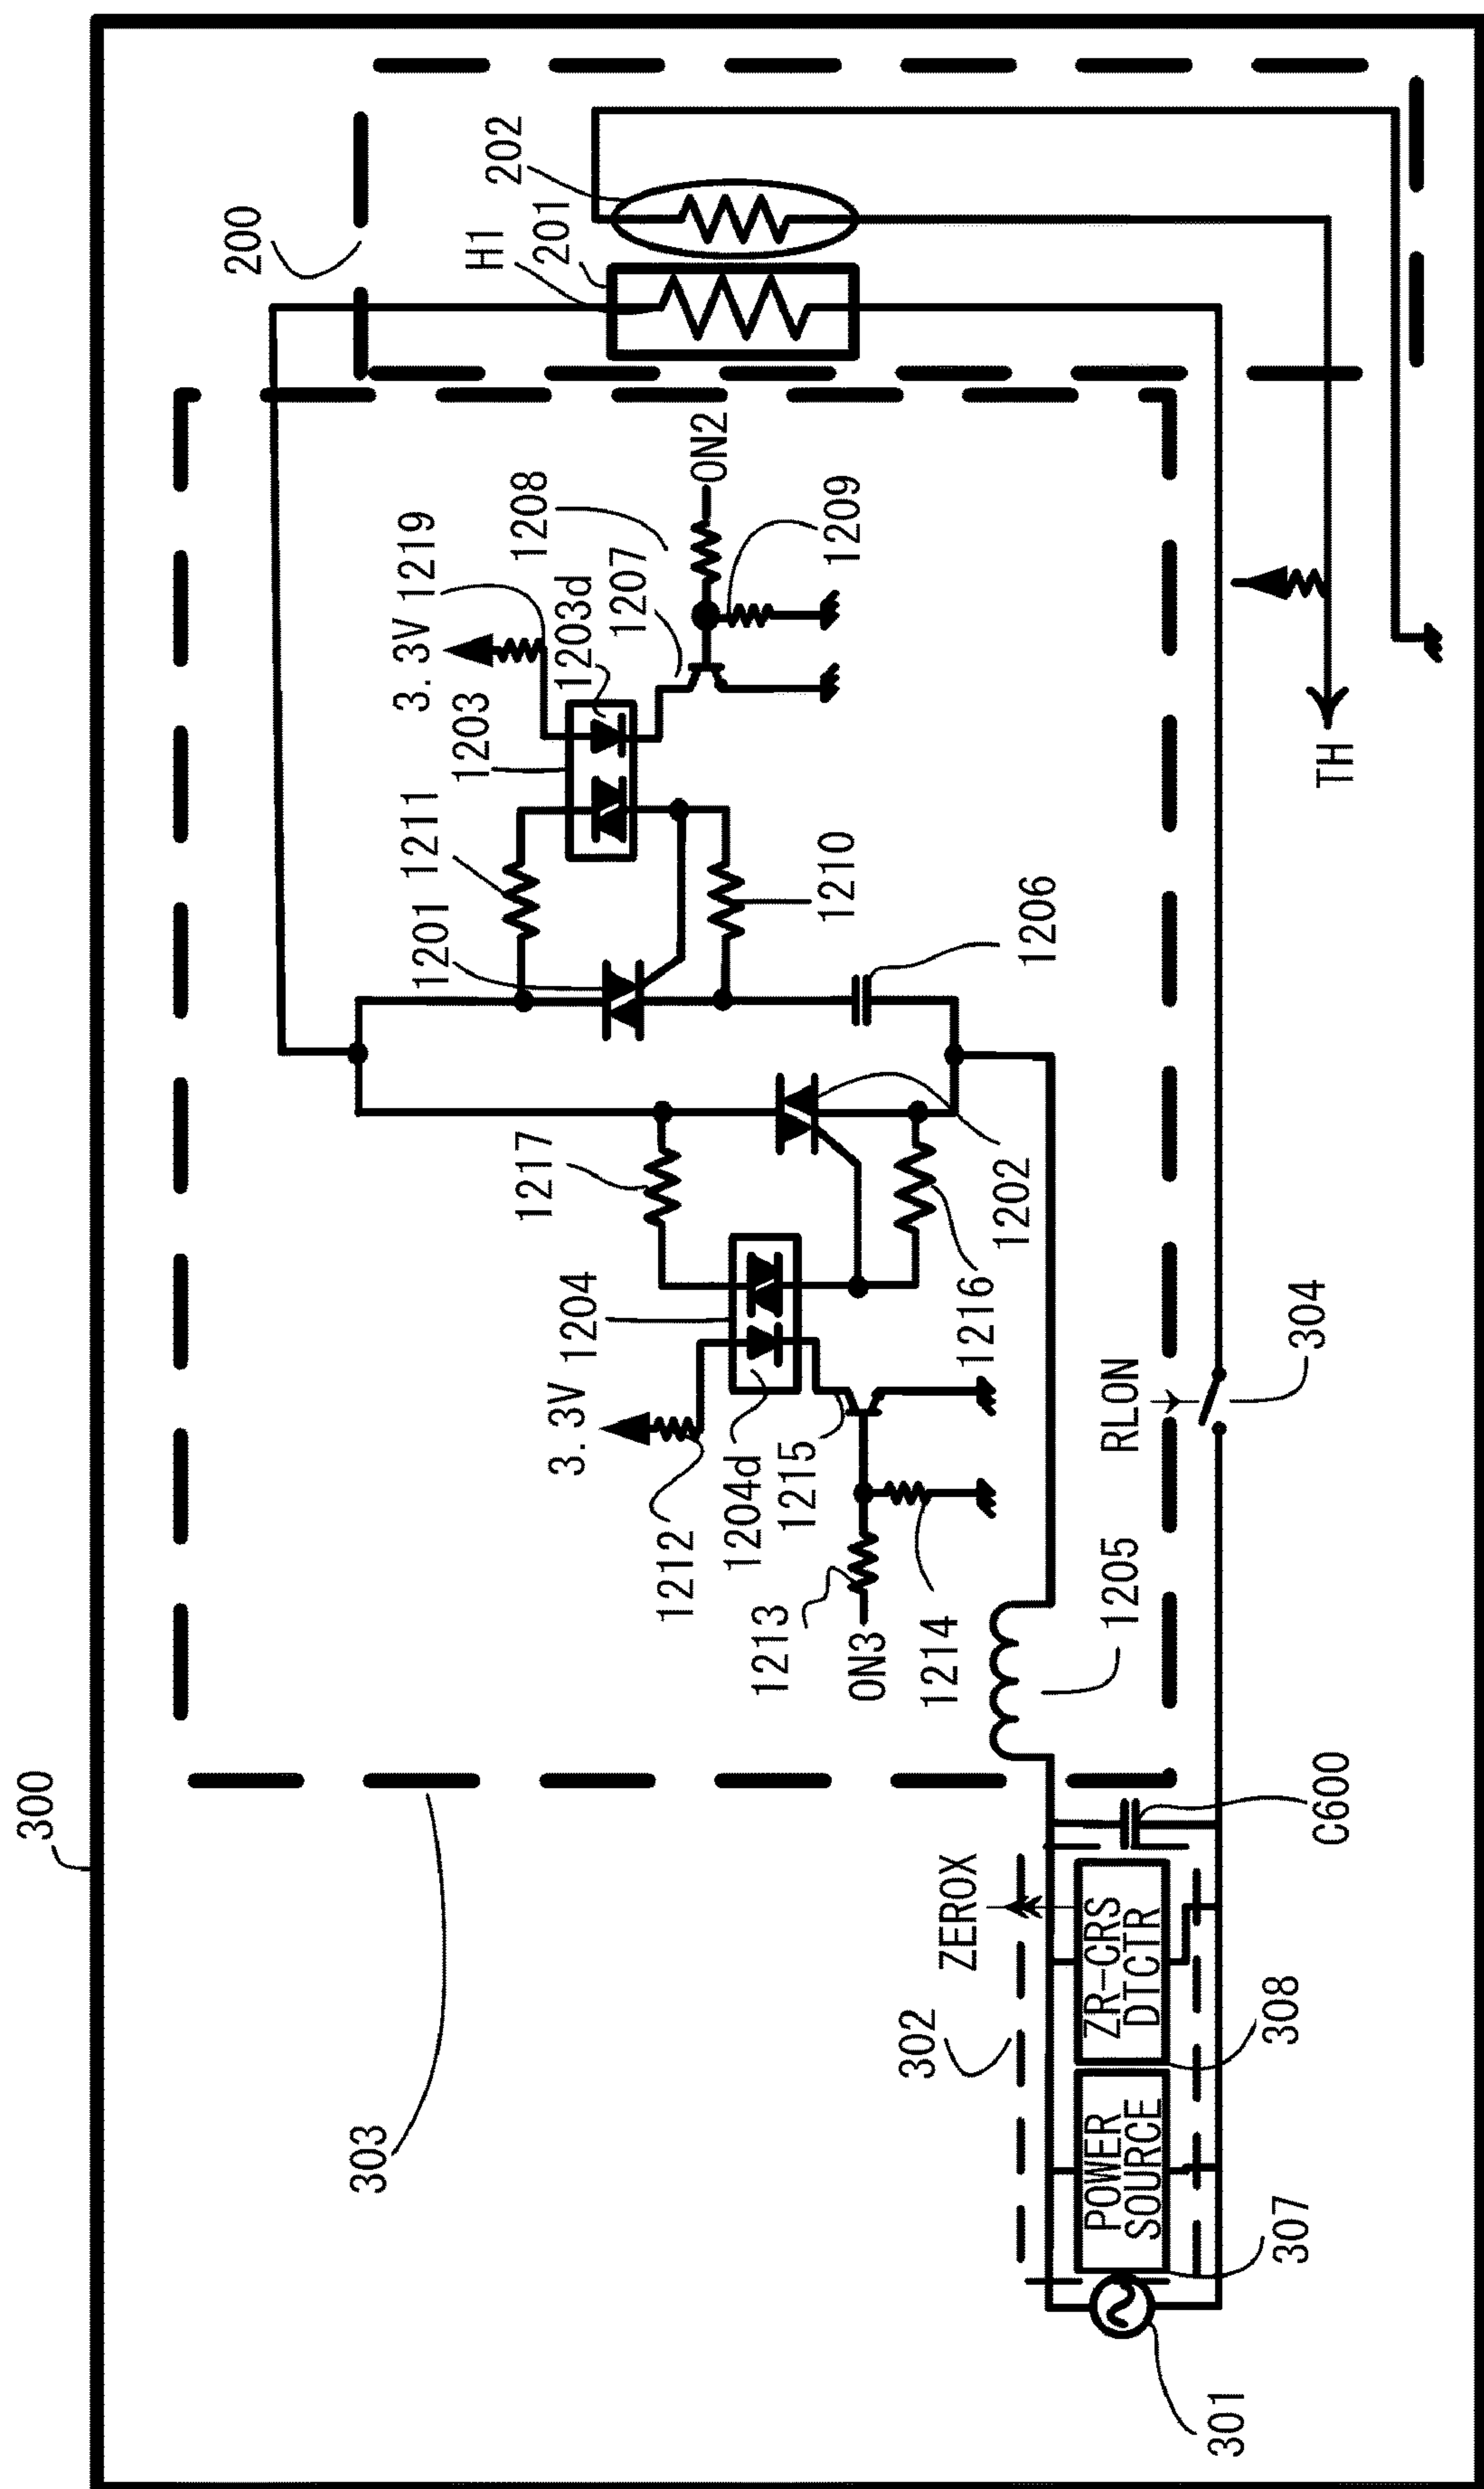 300
303
200
H1
201
202
3.3V
1219
1203
1203d
1208
1207
ON2
1209
1211
1201
1210
1206
1217
1202
3.3V
1204
1204d
1212
1215
1216
1213
ON3
1214
1205
RLON
304
TH
ZEROX
302
ZR-CRS
DTCTR
308
C600
POWER
SOURCE
307
301